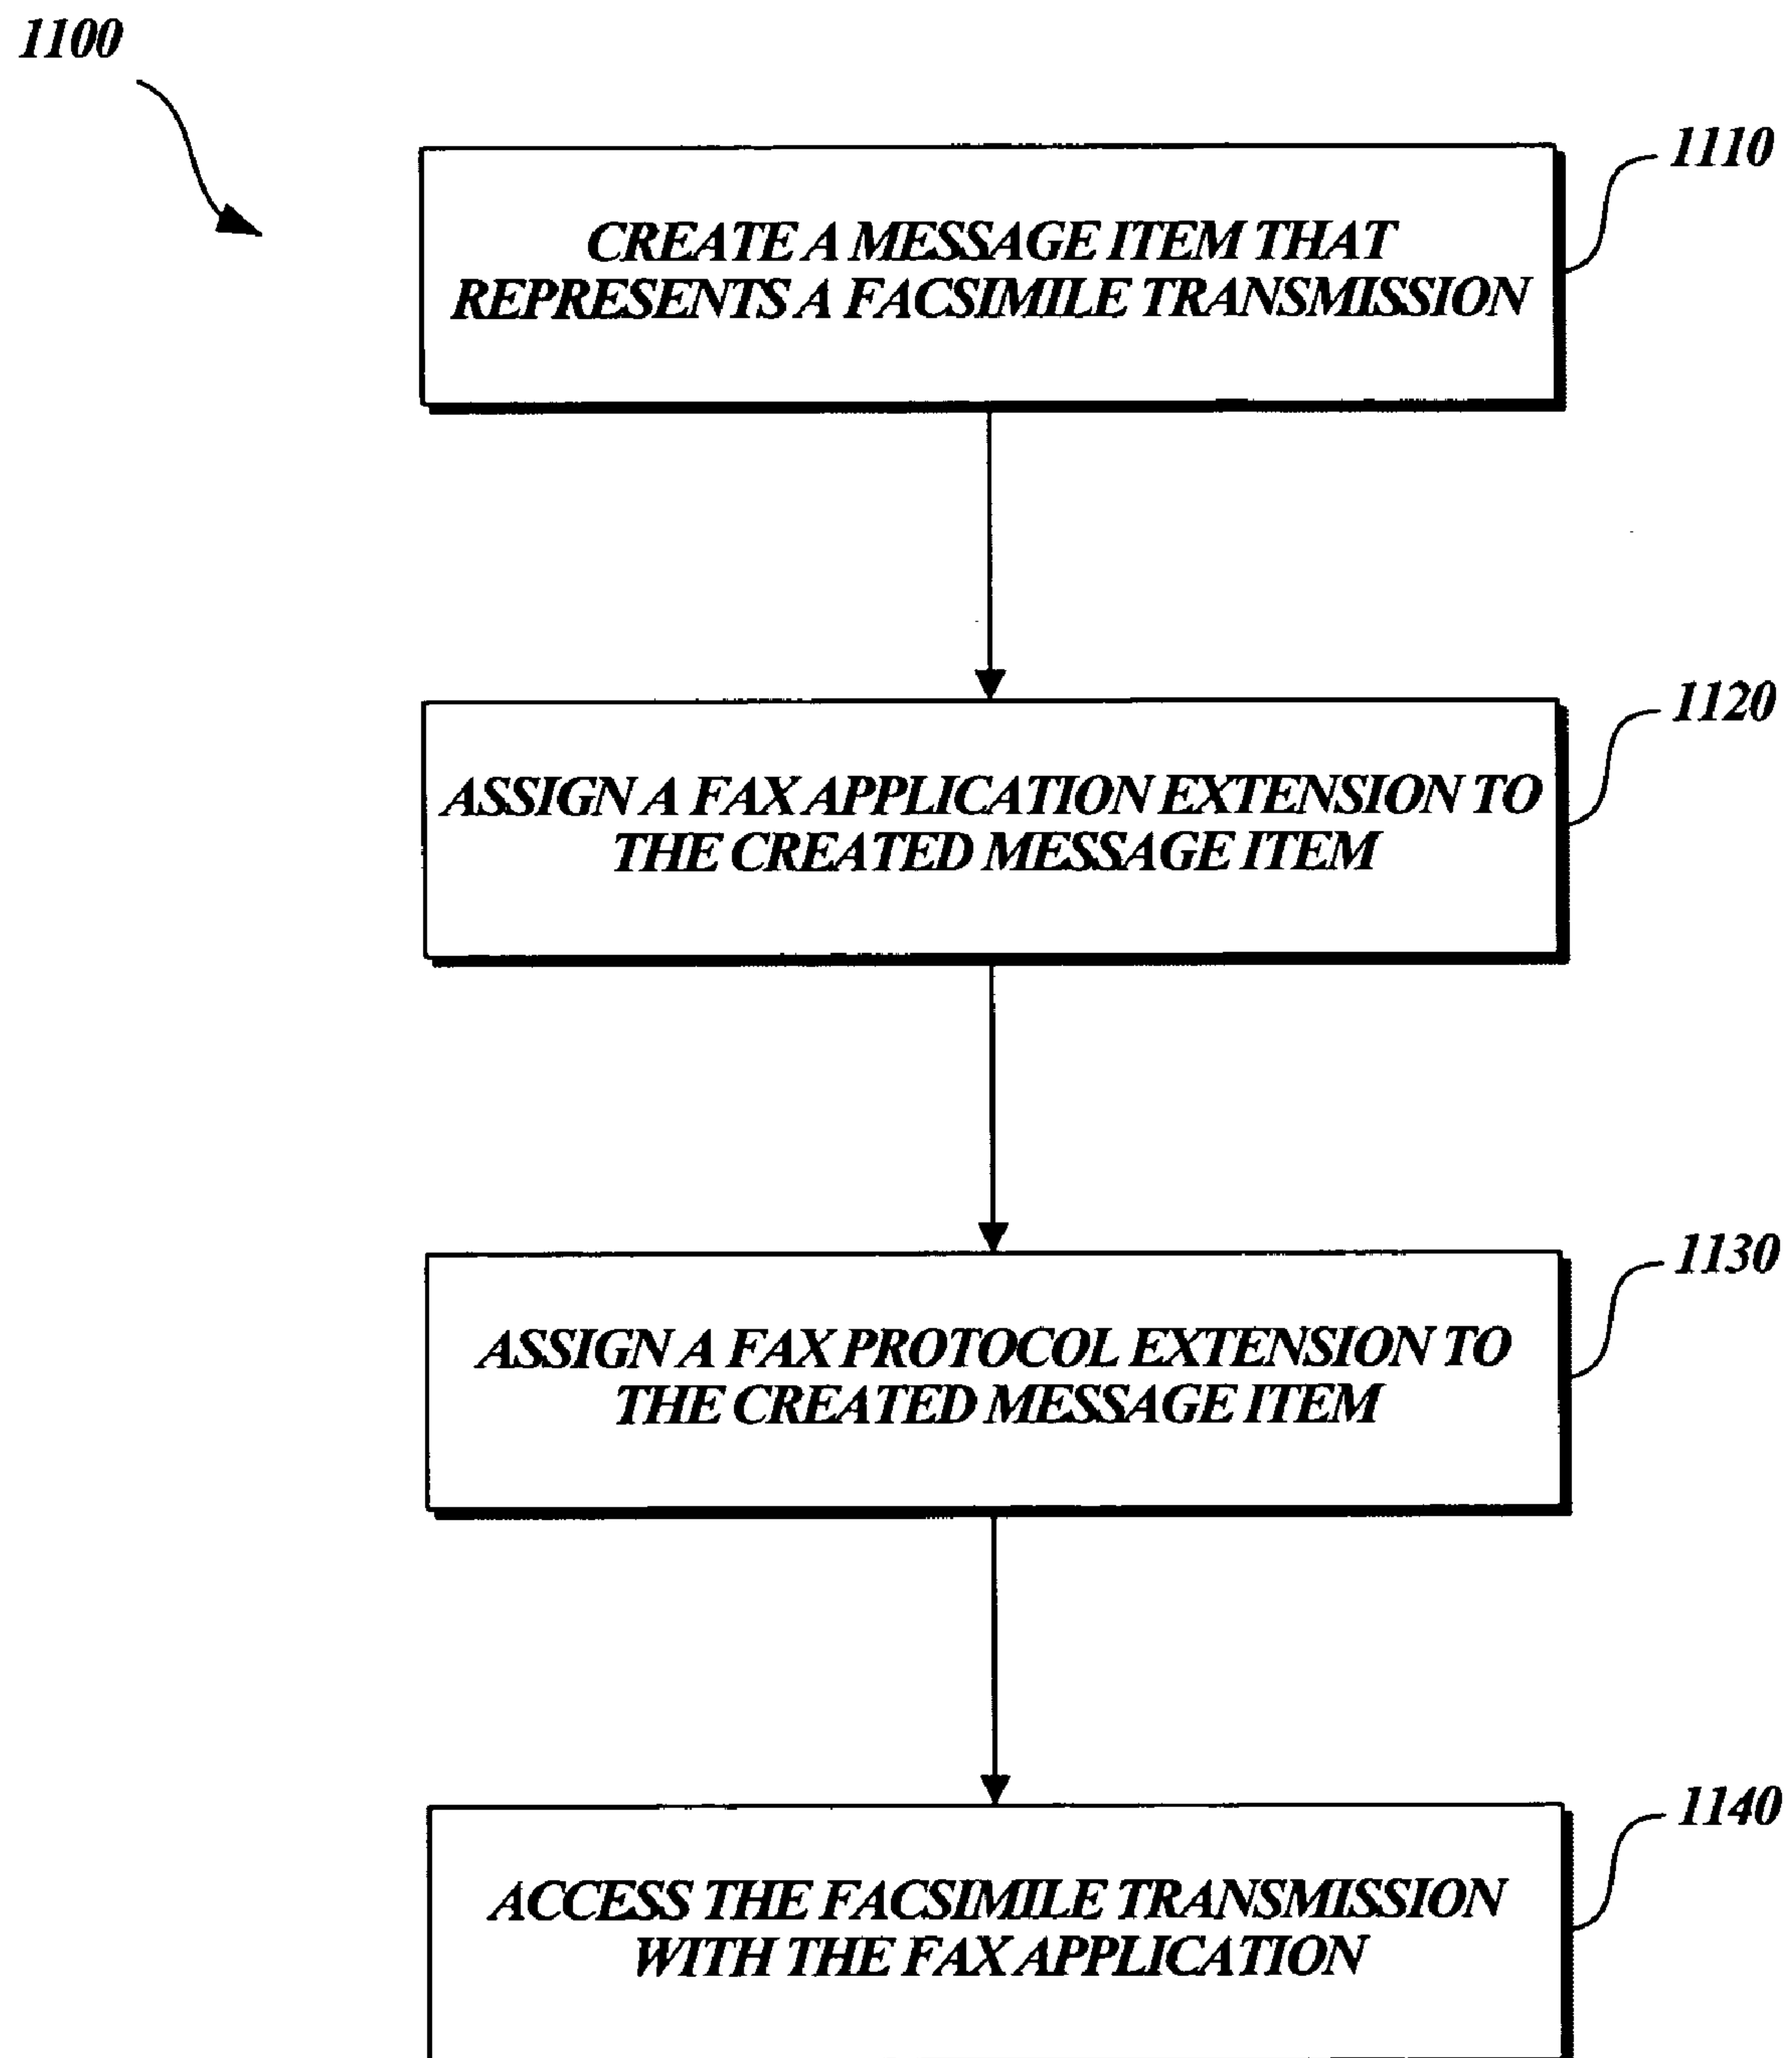 1100
1110
CREATE A MESSAGE ITEM THAT
REPRESENTS A FACSIMILE TRANSMISSION
1120
ASSIGN A FAX APPLICATION EXTENSION TO
THE CREATED MESSAGE ITEM
1130
ASSIGN A FAX PROTOCOL EXTENSION TO
THE CREATED MESSAGE ITEM
1140
ACCESS THE FACSIMILE TRANSMISSION
WITH THE FAX APPLICATION